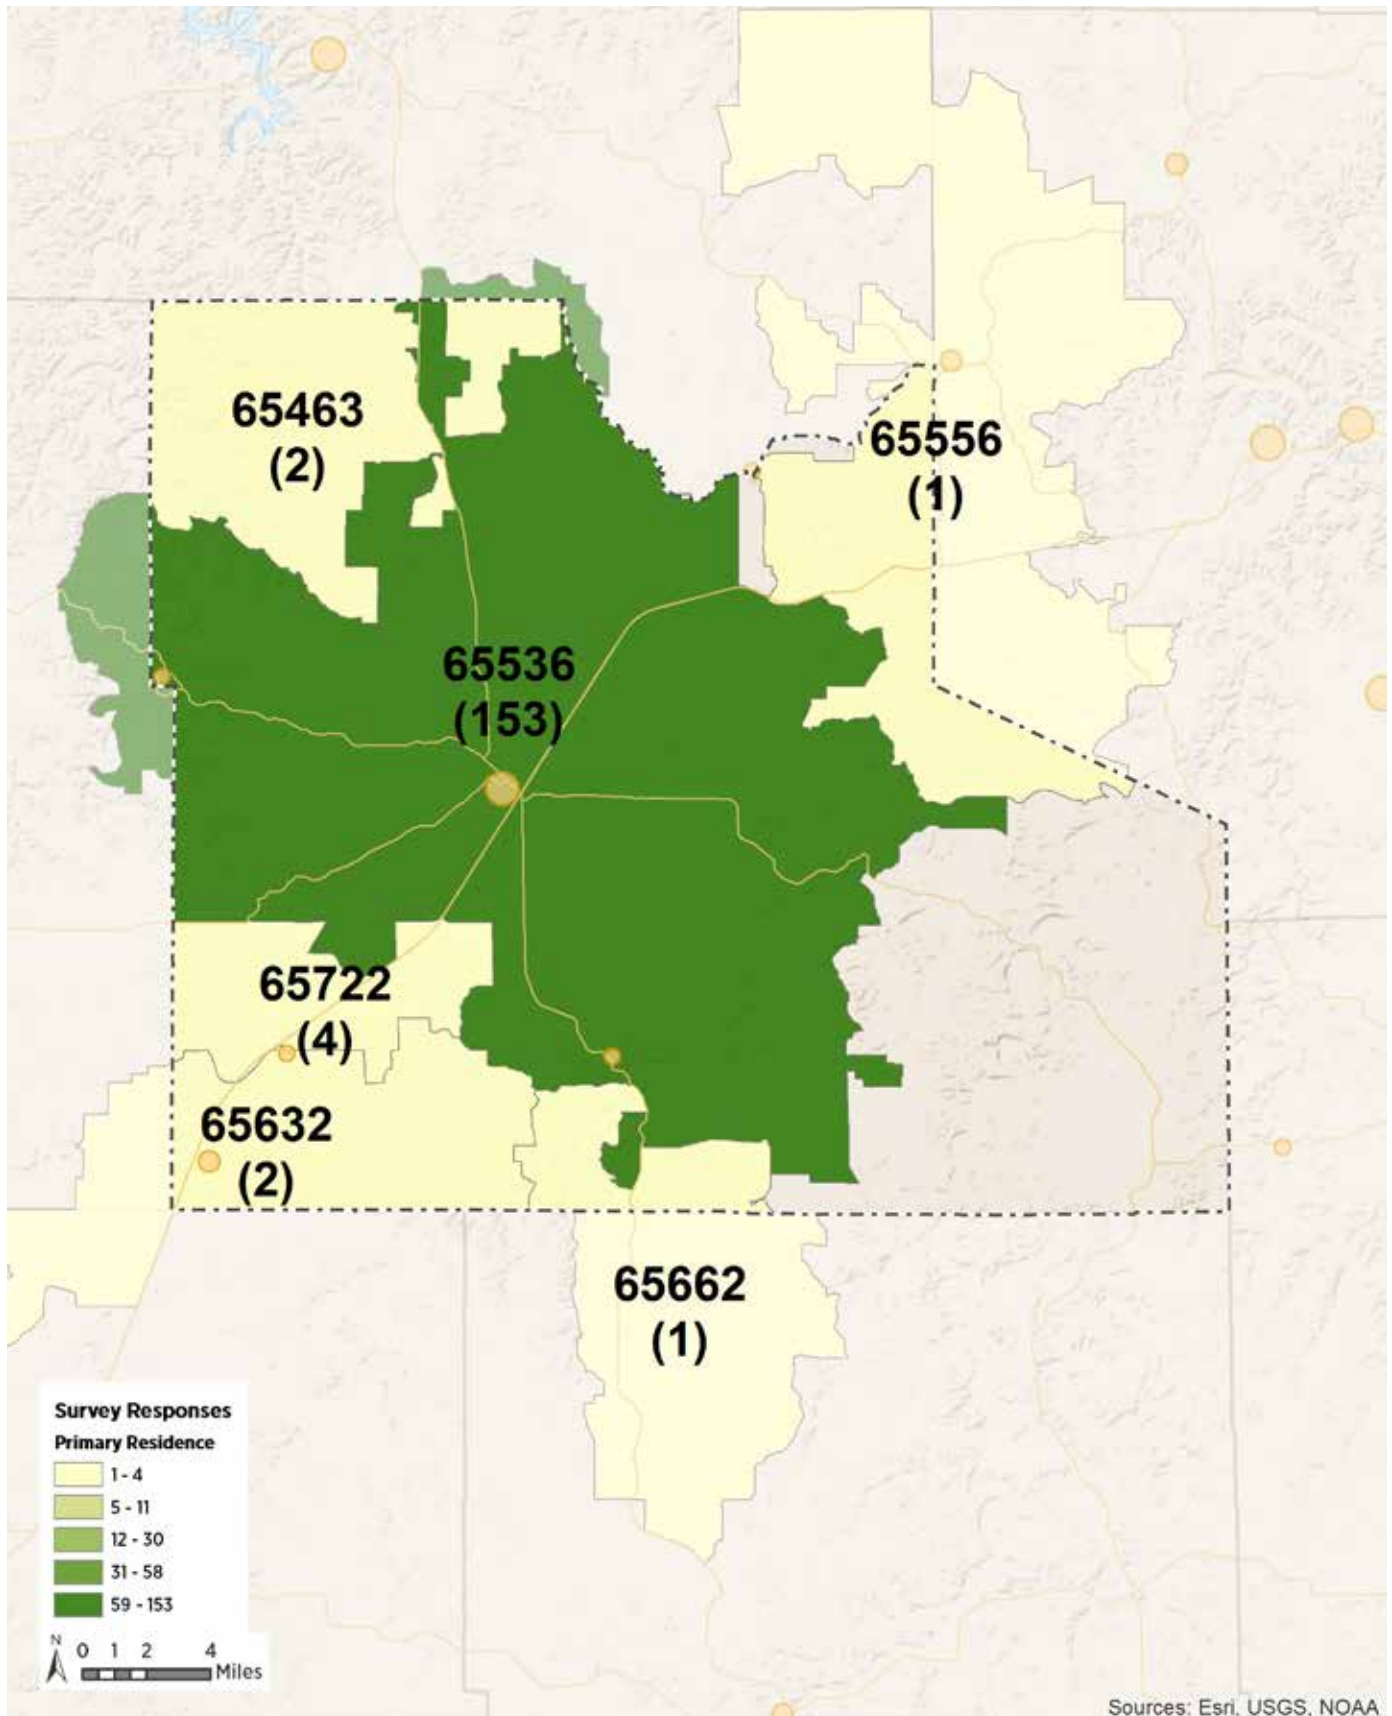 65463
(2)
65556
(1)
65536
(153)
65722
(4)
65632
(2)
65662
(1)
Survey Responses
Primary Residence
1 - 4
5 - 11
12 - 30
31 - 58
59 - 153
N
0 1 2 4
Miles
Sources: Esri, USGS, NOAA